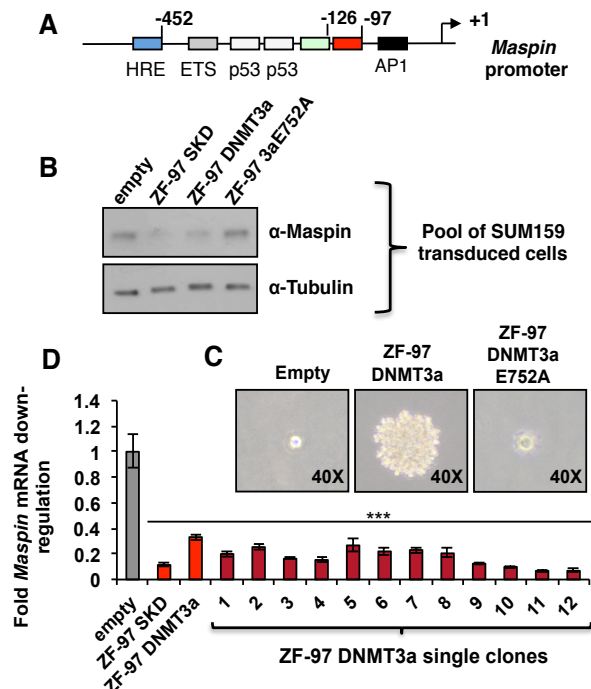 A
-452
-126
-97
+1
HRE
ETS
p53
p53
AP1
Maspin
promoter
B
empty
ZF-97 SKD
ZF-97 DNMT3a
ZF-97 3aE752A
α-Maspin
α-Tubulin
Pool of SUM159
transduced cells
D
C
Empty
ZF-97
DNMT3a
ZF-97
DNMT3a
E752A
40X
40X
40X
Fold Maspin mRNA down-
regulation
1.4
1.2
1
0.8
0.6
0.4
0.2
0
***
empty
ZF-97 SKD
ZF-97 DNMT3a
1
2
3
4
5
6
7
8
9
10
11
12
ZF-97 DNMT3a single clones